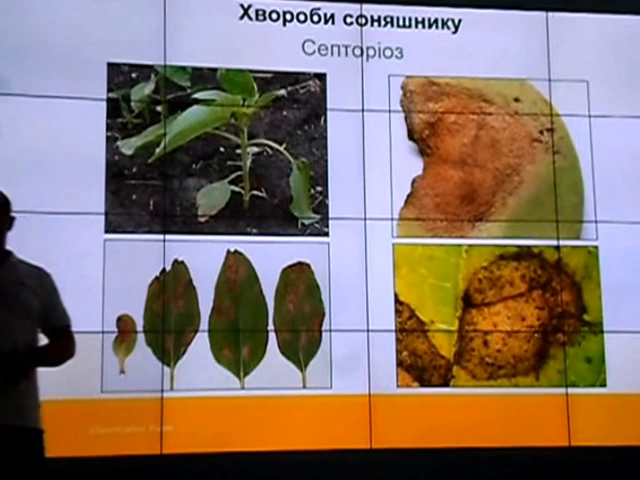 Хвороби соняшнику
Септоріоз